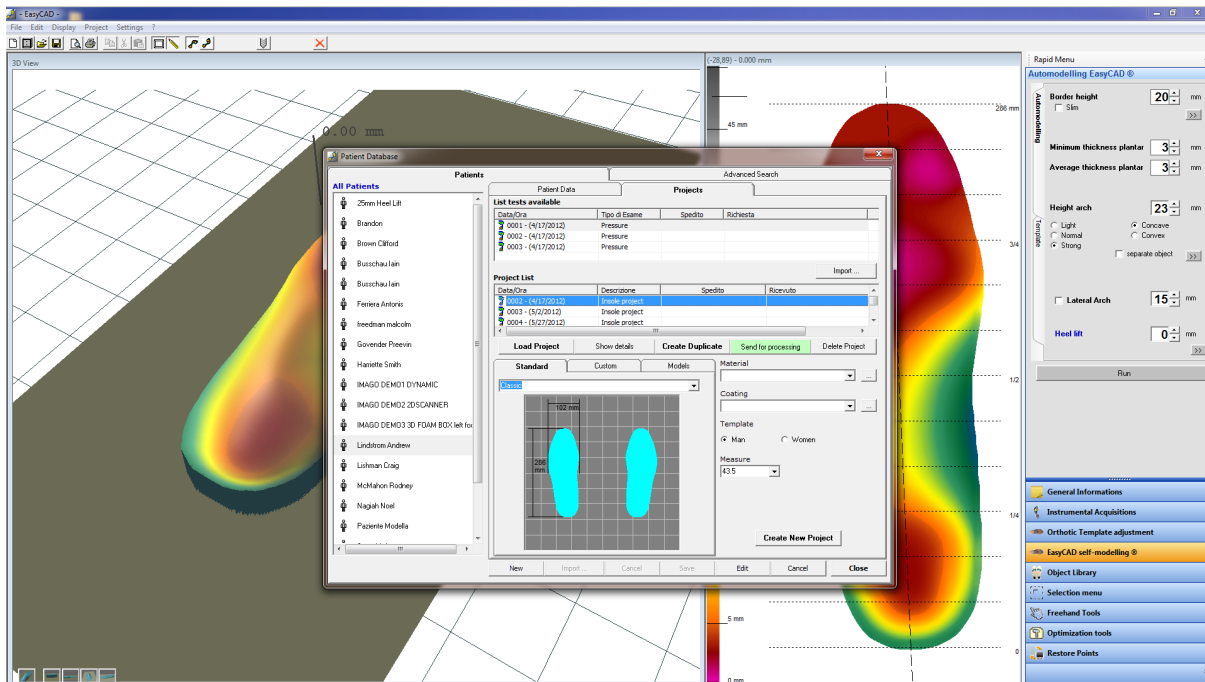 - EasyCAD -
File Edit Display Project Settings ?
3D View
(-28,89) - 0.000 mm
0.00 mm
45 mm
5 mm
0 mm
286 mm
3/4
1/2
1/4
0
Patient Database
Patients
Advanced Search
All Patients
25mm Heel Lift
Brandon
Brown Clifford
Busschau Iain
Busschau Iain
Ferriera Antonis
freedman malcolm
Govender Preevin
Harriette Smith
IMAGO DEMO1 DYNAMIC
IMAGO DEMO2 2DSCANNER
IMAGO DEMO3 3D FOAM BOX left fo
Lindstrom Andrew
Lishman Craig
McMahon Rodney
Nagiah Noel
Paziente Modella
Patient Data
Projects
List tests available
Data/Ora Tipo di Esame Spedito Richiesta
0001 - (4/17/2012) Pressure
0002 - (4/17/2012) Pressure
0003 - (4/17/2012) Pressure
Import ...
Project List
Data/Ora Descrizione Spedito Ricevuto
0002 - (4/17/2012) Insole project
0003 - (5/2/2012) Insole project
0004 - (5/27/2012) Insole project
Load Project Show details Create Duplicate Send for processing Delete Project
Standard Custom Models
Classic
102 mm
286
mm
Material
...
Coating
...
Template
Man Women
Measure
43.5
Create New Project
New Import ... Cancel Save Edit Cancel Close
Rapid Menu
Automodelling EasyCAD ®
Automodelling
Template
Border height 20 mm
Slim
>>
Minimum thickness plantar 3 mm
Average thickness plantar 3 mm
Height arch 23 mm
Light Concave
Normal Convex
Strong
separate object >>
Lateral Arch 15 mm
Heel lift 0 mm
>>
Run
General Informations
Instrumental Acquisitions
Orthotic Template adjustment
EasyCAD self-modelling ®
Object Library
Selection menu
Freehand Tools
Optimization tools
Restore Points